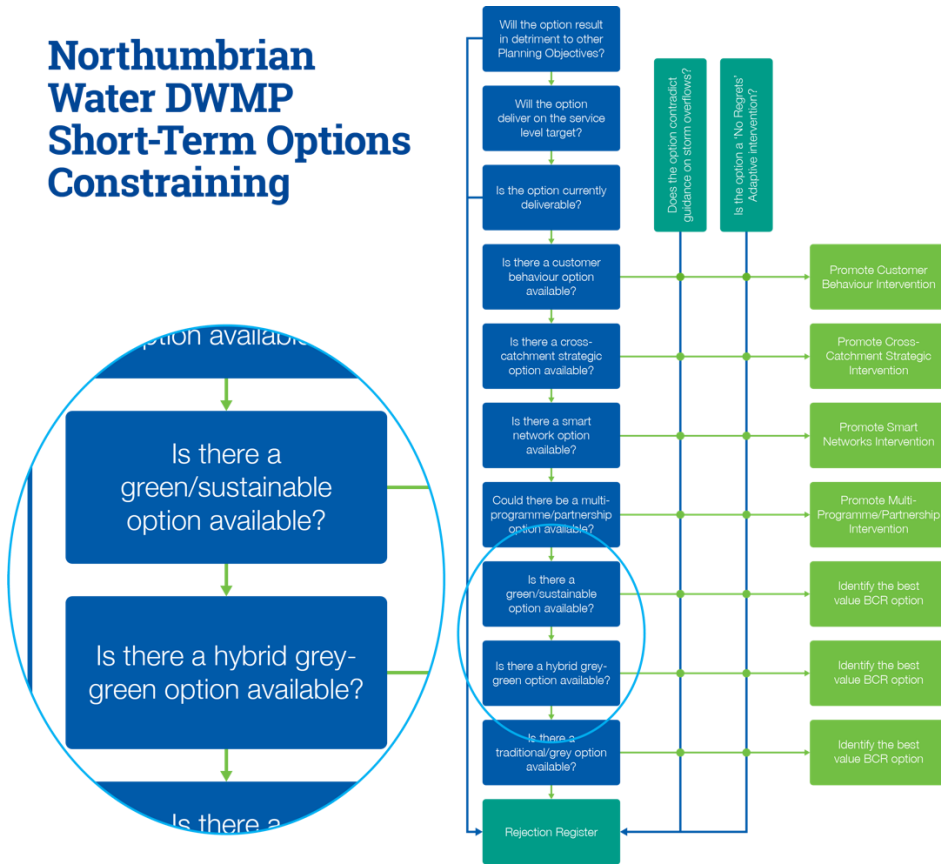 Northumbrian
Water DWMP
Short-Term Options
Constraining
Will the option result
in detriment to other
Planning Objectives?
Will the option
deliver on the service
level target?
Is the option currently
deliverable?
Is there a customer
behaviour option
available?
Is there a cross-
catchment strategic
option available?
Is there a smart
network option
available?
Could there be a multi-
programme/partnership
option available?
Is there a
green/sustainable
option available?
Is there a hybrid grey-
green option available?
Is there a
traditional/grey option
available?
Rejection Register
Does the option contradict
guidance on storm overflows?
Is the option a ‘No Regrets’
Adaptive intervention?
Promote Customer
Behaviour Intervention
Promote Cross-
Catchment Strategic
Intervention
Promote Smart
Networks Intervention
Promote Multi-
Programme/Partnership
Intervention
Identify the best
value BCR option
Identify the best
value BCR option
Identify the best
value BCR option
option available?
Is there a
green/sustainable
option available?
Is there a hybrid grey-
green option available?
Is there a